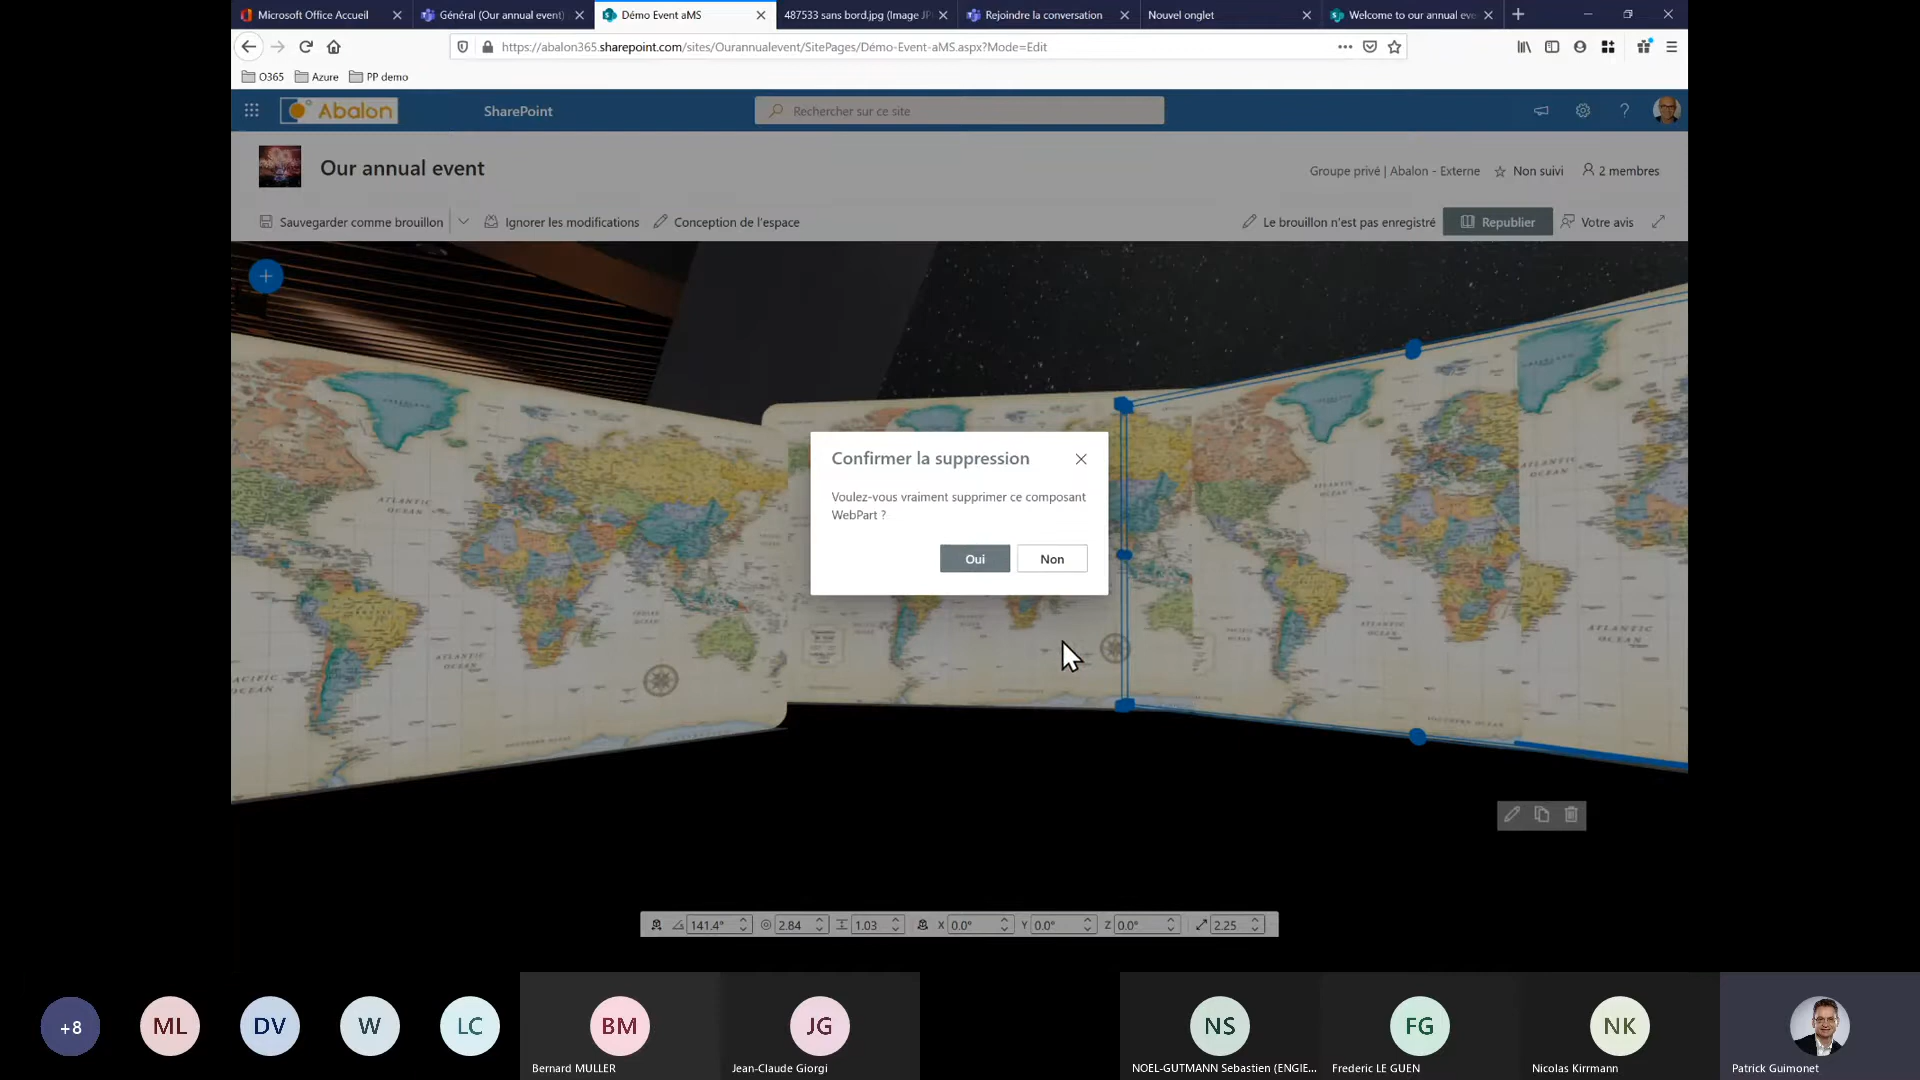 Microsoft Office Accueil
Général (Our annual event)
Démo Event aMS
487533 sans bord.jpg (Image JP
Rejoindre la conversation
Nouvel onglet
Welcome to our annual eve
https://abalon365.sharepoint.com/sites/Ourannualevent/SitePages/Démo-Event-aMS.aspx?Mode=Edit
O365
Azure
PP demo
Abalon
SharePoint
Rechercher sur ce site
Our annual event
Groupe privé | Abalon - Externe
Non suivi
2 membres
Sauvegarder comme brouillon
Ignorer les modifications
Conception de l'espace
Le brouillon n'est pas enregistré
Republier
Votre avis
Confirmer la suppression
Voulez-vous vraiment supprimer ce composant
WebPart ?
Oui
Non
ATLANTIC
OCEAN
ATLANTIC
OCEAN
141.4°
2.84
1.03
X 0.0°
Y 0.0°
Z 0.0°
2.25
+8
ML
DV
W
LC
BM
Bernard MULLER
JG
Jean-Claude Giorgi
NS
NOEL-GUTMANN Sebastien (ENGIE...
FG
Frederic LE GUEN
NK
Nicolas Kirrmann
Patrick Guimonet